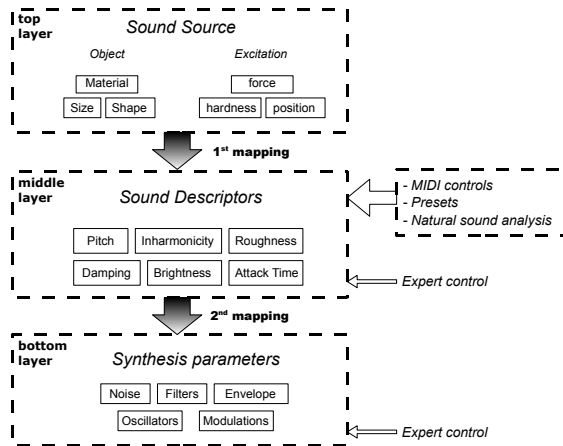 top
layer
Sound Source
Object
Excitation
Material
force
Size
Shape
hardness
position
1st mapping
middle
layer
Sound Descriptors
- MIDI controls
- Presets
- Natural sound analysis
Pitch
Inharmonicity
Roughness
Damping
Brightness
Attack Time
Expert control
2nd mapping
bottom
layer
Synthesis parameters
Noise
Filters
Envelope
Oscillators
Modulations
Expert control